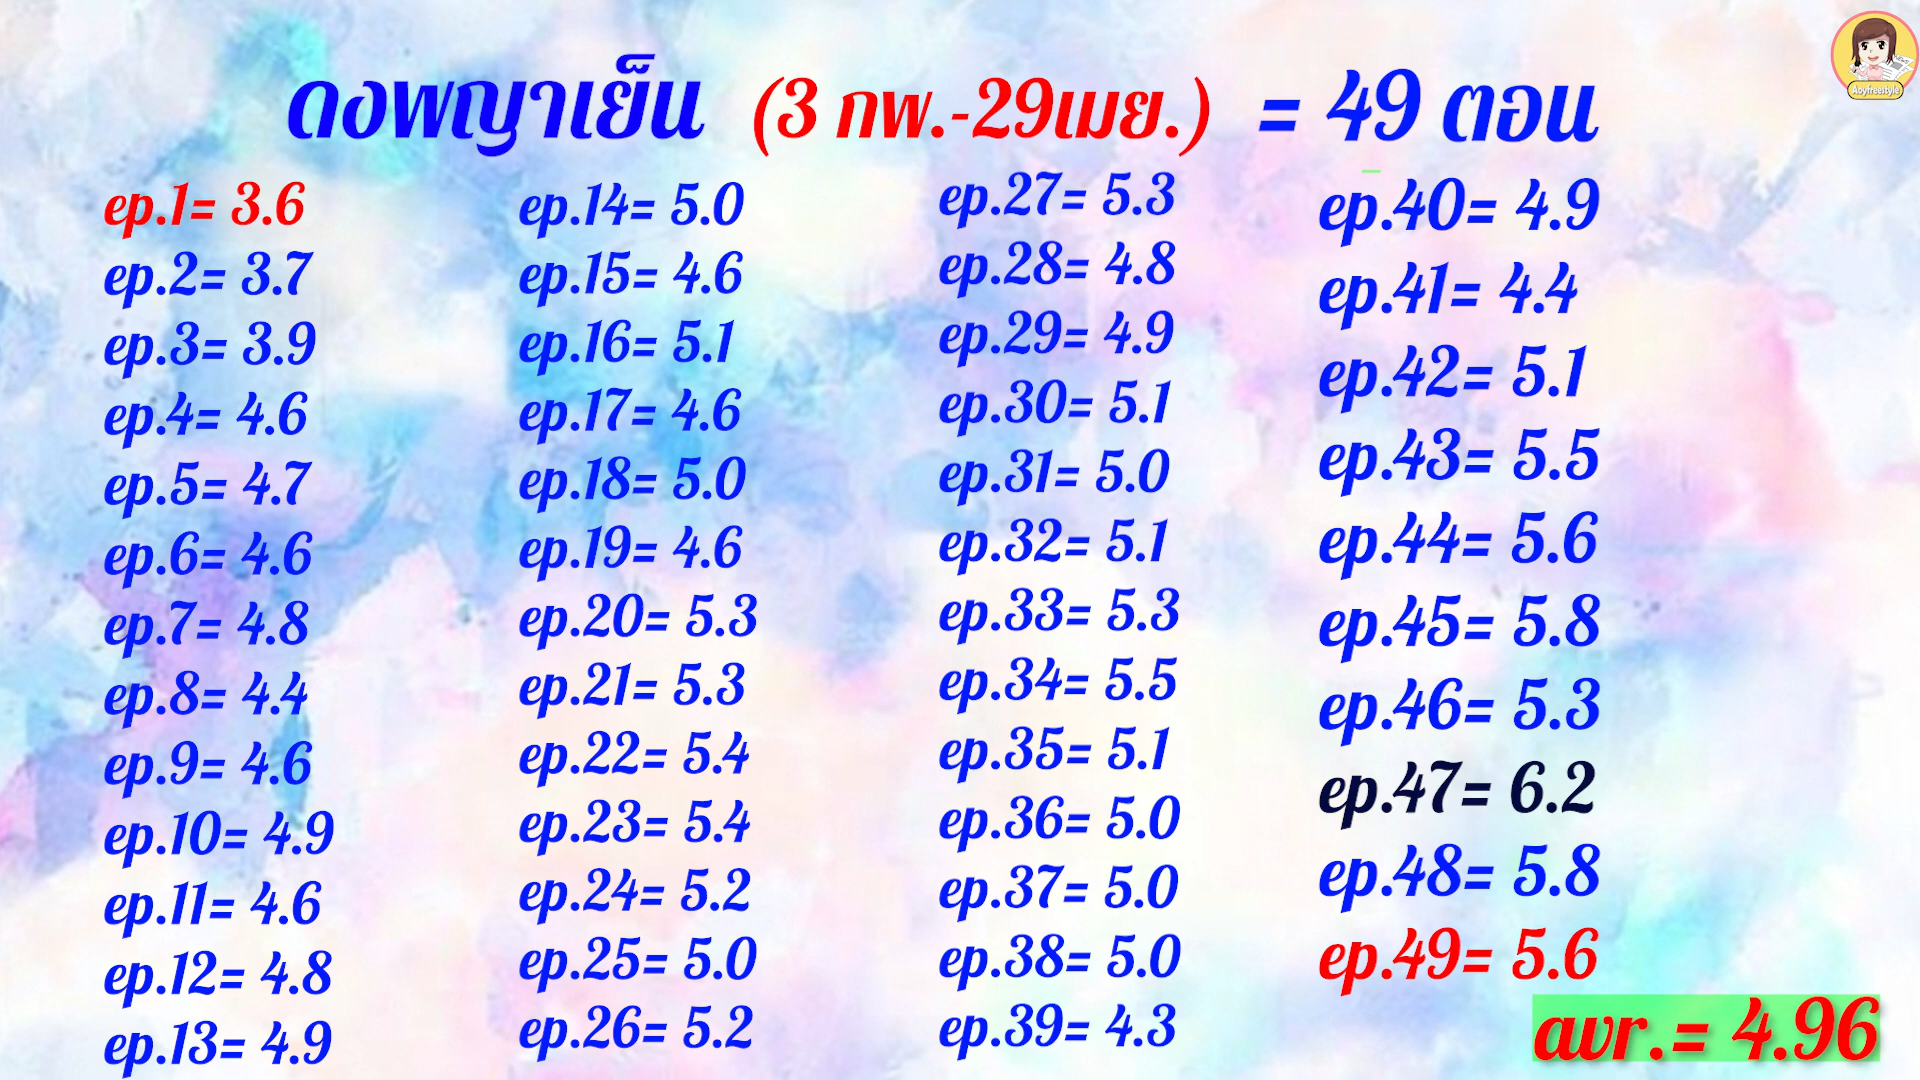 ดงพญาเย็น (3 กพ.-29เมย.) = 49 ตอน
ep.1= 3.6
ep.2= 3.7
ep.3= 3.9
ep.4= 4.6
ep.5= 4.7
ep.6= 4.6
ep.7= 4.8
ep.8= 4.4
ep.9= 4.6
ep.10= 4.9
ep.11= 4.6
ep.12= 4.8
ep.13= 4.9
ep.14= 5.0
ep.15= 4.6
ep.16= 5.1
ep.17= 4.6
ep.18= 5.0
ep.19= 4.6
ep.20= 5.3
ep.21= 5.3
ep.22= 5.4
ep.23= 5.4
ep.24= 5.2
ep.25= 5.0
ep.26= 5.2
ep.27= 5.3
ep.28= 4.8
ep.29= 4.9
ep.30= 5.1
ep.31= 5.0
ep.32= 5.1
ep.33= 5.3
ep.34= 5.5
ep.35= 5.1
ep.36= 5.0
ep.37= 5.0
ep.38= 5.0
ep.39= 4.3
ep.40= 4.9
ep.41= 4.4
ep.42= 5.1
ep.43= 5.5
ep.44= 5.6
ep.45= 5.8
ep.46= 5.3
ep.47= 6.2
ep.48= 5.8
ep.49= 5.6
avr.= 4.96
Aoyfreestyle